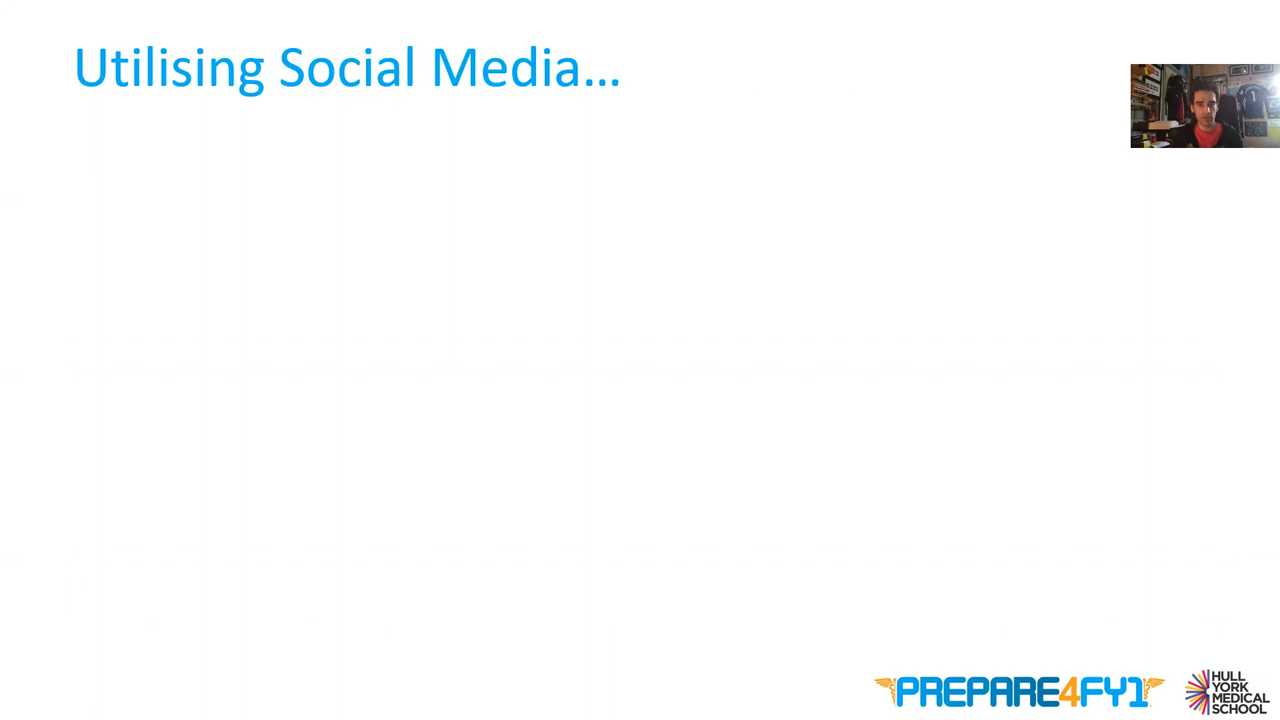 Utilising Social Media…
PREPARE4FY1
HULL
YORK
MEDICAL
SCHOOL